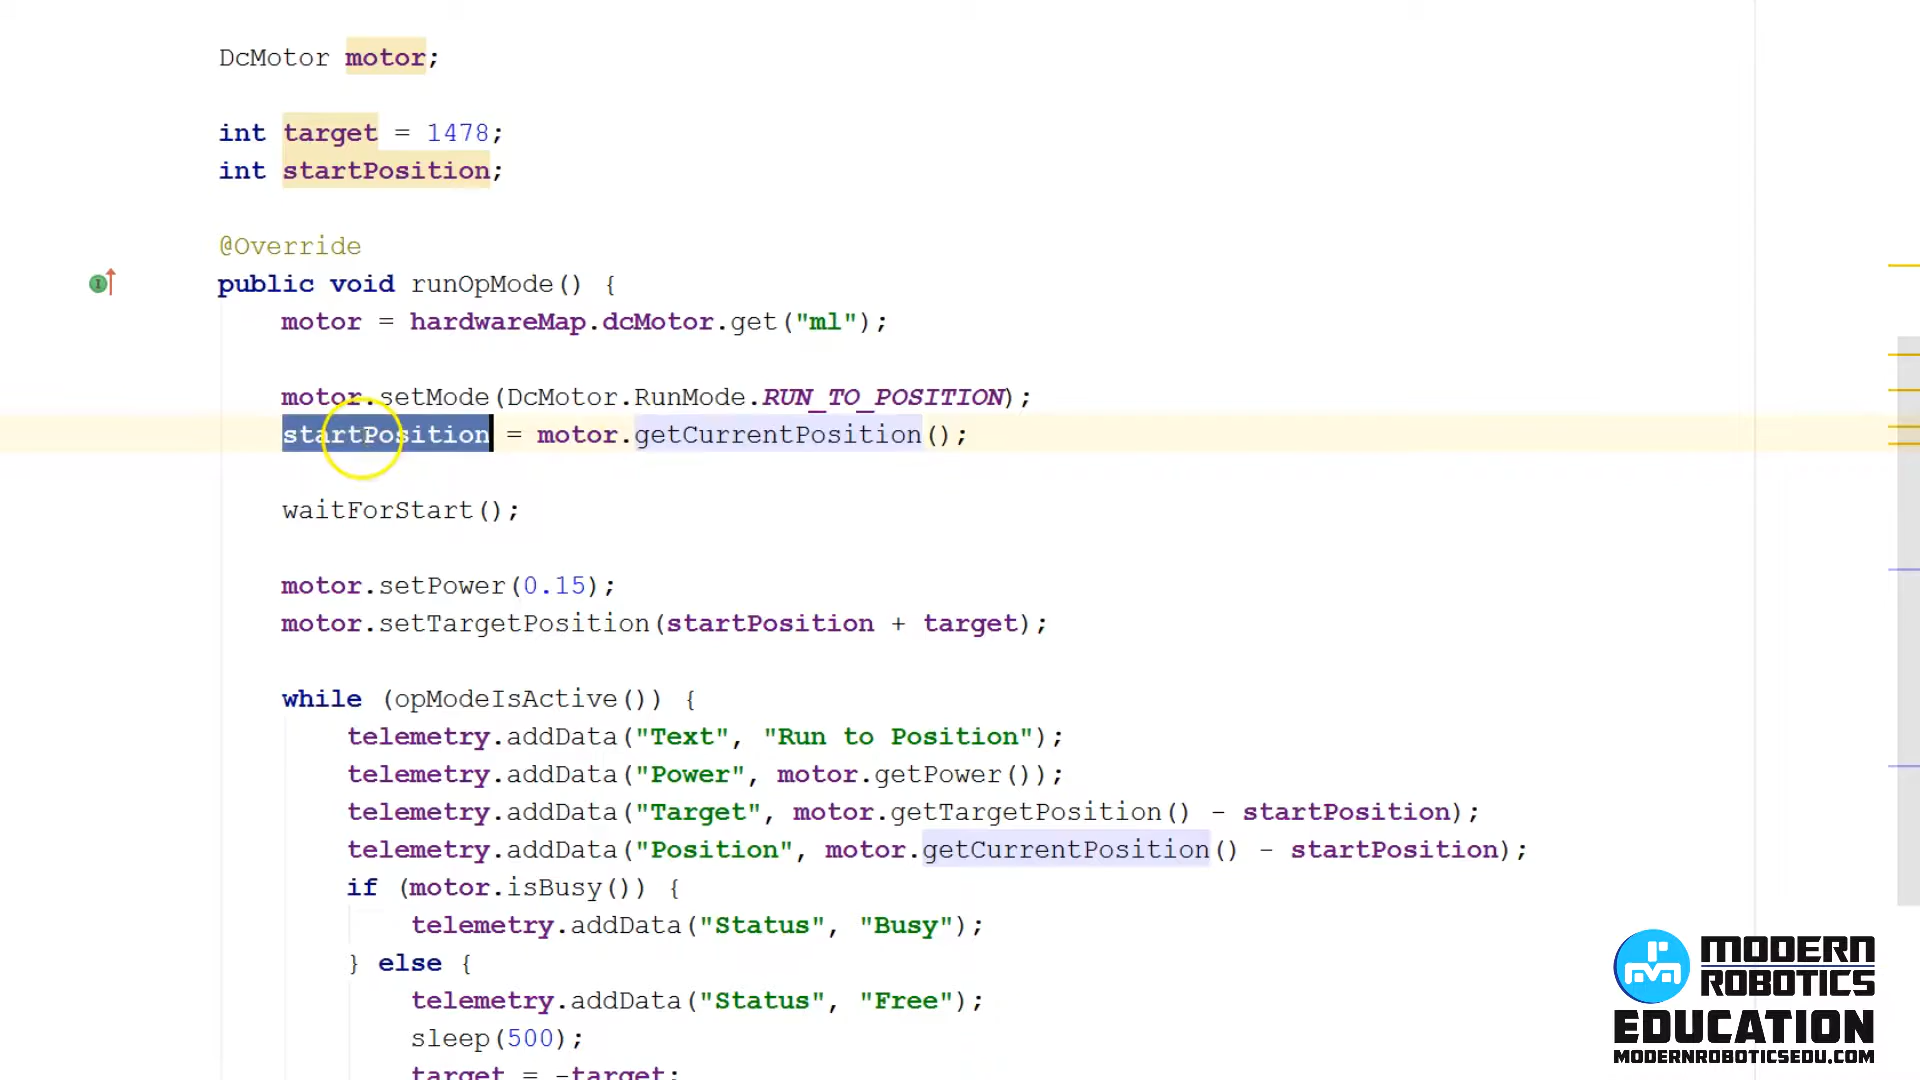 DcMotor motor;
int target = 1478;
int startPosition;
@Override
public void runOpMode() {
motor = hardwareMap.dcMotor.get("ml");
motor.setMode(DcMotor.RunMode.RUN_TO_POSITION);
startPosition = motor.getCurrentPosition();
waitForStart();
motor.setPower(0.15);
motor.setTargetPosition(startPosition + target);
while (opModeIsActive()) {
telemetry.addData("Text", "Run to Position");
telemetry.addData("Power", motor.getPower());
telemetry.addData("Target", motor.getTargetPosition() - startPosition);
telemetry.addData("Position", motor.getCurrentPosition() - startPosition);
if (motor.isBusy()) {
telemetry.addData("Status", "Busy");
} else {
telemetry.addData("Status", "Free");
sleep(500);
target = -target;
MODERN
ROBOTICS
EDUCATION
MODERNROBOTICSEDU.COM